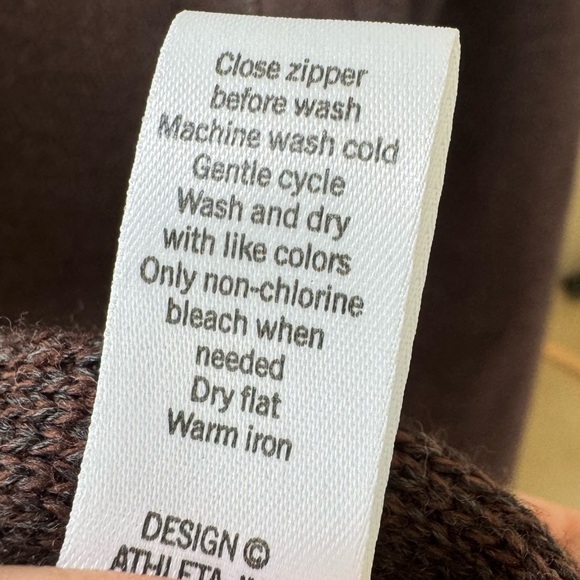 Close zipper
before wash
Machine wash cold
Gentle cycle
Wash and dry
with like colors
Only non-chlorine
bleach when
needed
Dry flat
Warm iron
DESIGN ©
ATHLETA